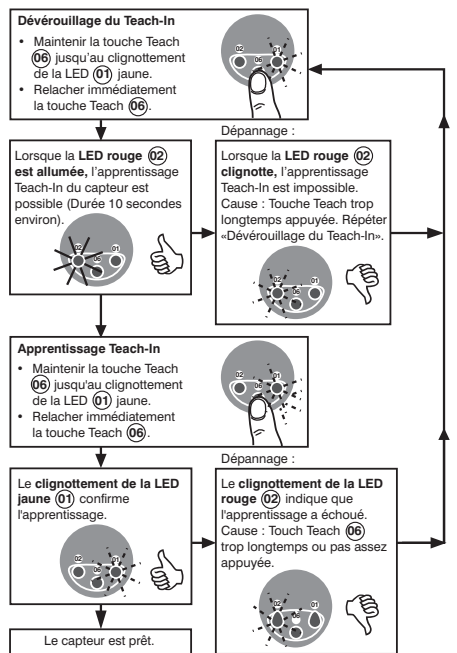 Dévérouillage du Teach-In
• Maintenir la touche Teach
06 jusqu'au clignottement
de la LED 01 jaune.
• Relacher immédiatement
la touche Teach 06.
02
06
01
Lorsque la LED rouge 02
est allumée, l'apprentissage
Teach-In du capteur est
possible (Durée 10 secondes
environ).
02
06
01
Dépannage :
Lorsque la LED rouge 02
clignotte, l'apprentissage
Teach-In est impossible.
Cause : Touche Teach trop
longtemps appuyée. Répéter
«Dévérouillage du Teach-In».
02
06
01
Apprentissage Teach-In
• Maintenir la touche Teach
06 jusqu'au clignottement
de la LED 01 jaune.
• Relacher immédiatement
la touche Teach 06.
02
06
01
Le clignottement de la LED
jaune 01 confirme
l'apprentissage.
02
06
01
Dépannage :
Le clignottement de la LED
rouge 02 indique que
l'apprentissage a échoué.
Cause : Touch Teach 06
trop longtemps ou pas assez
appuyée.
02
06
01
Le capteur est prêt.